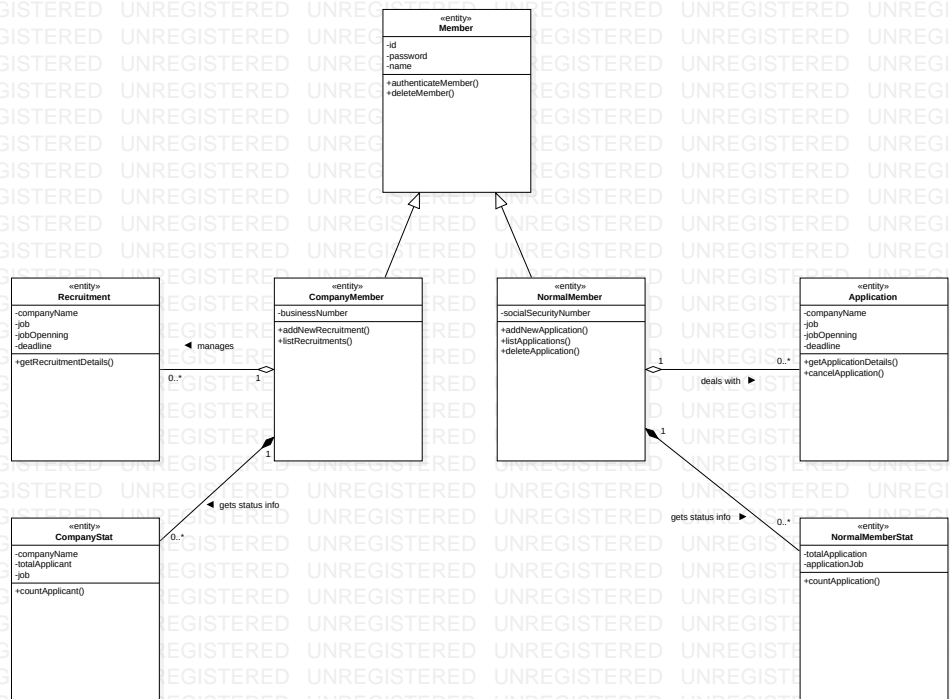 «entity»
Member
-id
-password
-name
+authenticateMember()
+deleteMember()
«entity»
Recruitment
-companyName
-job
-jobOpenning
-deadline
+getRecruitmentDetails()
◄ manages
0..*
1
«entity»
CompanyMember
-businessNumber
+addNewRecruitment()
+listRecruitments()
«entity»
NormalMember
-socialSecurityNumber
+addNewApplication()
+listApplications()
+deleteApplication()
1
0..*
deals with ►
«entity»
Application
-companyName
-job
-jobOpenning
-deadline
+getApplicationDetails()
+cancelApplication()
1
◄ gets status info
0..*
1
gets status info ►
0..*
«entity»
CompanyStat
-companyName
-totalApplicant
-job
+countApplicant()
«entity»
NormalMemberStat
-totalApplication
-applicationJob
+countApplication()
UNREGISTERED